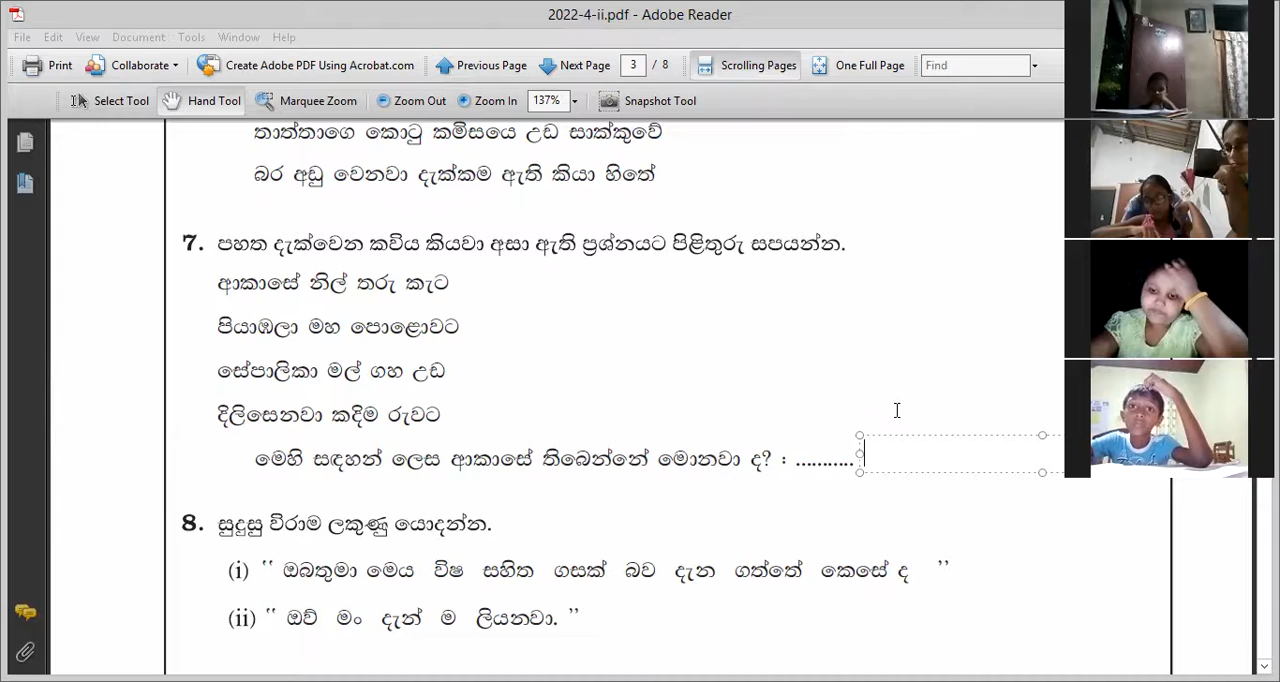 2022-4-ii.pdf - Adobe Reader
File Edit View Document Tools Window Help
Print Collaborate Create Adobe PDF Using Acrobat.com Previous Page Next Page 3 / 8 Scrolling Pages One Full Page Find
Select Tool Hand Tool Marquee Zoom Zoom Out Zoom In 137% Snapshot Tool
තාත්තාගෙ කොටු කමිසයෙ උඩ සාක්කුවේ
බර අඩු වෙනවා දැක්කම ඇති කියා හිතේ
7. පහත දැක්වෙන කවිය කියවා අසා ඇති ප්‍රශ්නයට පිළිතුරු සපයන්න.
ආකාසේ නිල් තරු කැට
පියාඹලා මහ පොළොවට
සේපාලිකා මල් ගහ උඩ
දිලිසෙනවා කදිම රුවට
මෙහි සඳහන් ලෙස ආකාසේ තිබෙන්නේ මොනවා ද? : ...........
8. සුදුසු විරාම ලකුණු යොදන්න.
(i) “ ඔබතුමා මෙය විෂ සහිත ගසක් බව දැන ගත්තේ කෙසේ ද ”
(ii) “ ඔව් මං දැන් ම ලියනවා. ”